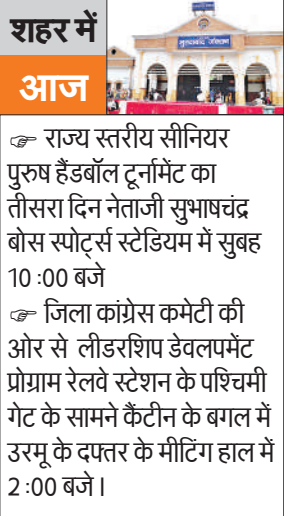 शहर में
आज
मुरादाबाद जंक्शन
☞ राज्य स्तरीय सीनियर
पुरुष हैंडबॉल टूर्नामेंट का
तीसरा दिन नेताजी सुभाषचंद्र
बोस स्पोर्ट्स स्टेडियम में सुबह
10:00 बजे
☞ जिला कांग्रेस कमेटी की
ओर से लीडरशिप डेवलपमेंट
प्रोग्राम रेलवे स्टेशन के पश्चिमी
गेट के सामने कैंटीन के बगल में
उरमू के दफ्तर के मीटिंग हाल में
2:00 बजे।